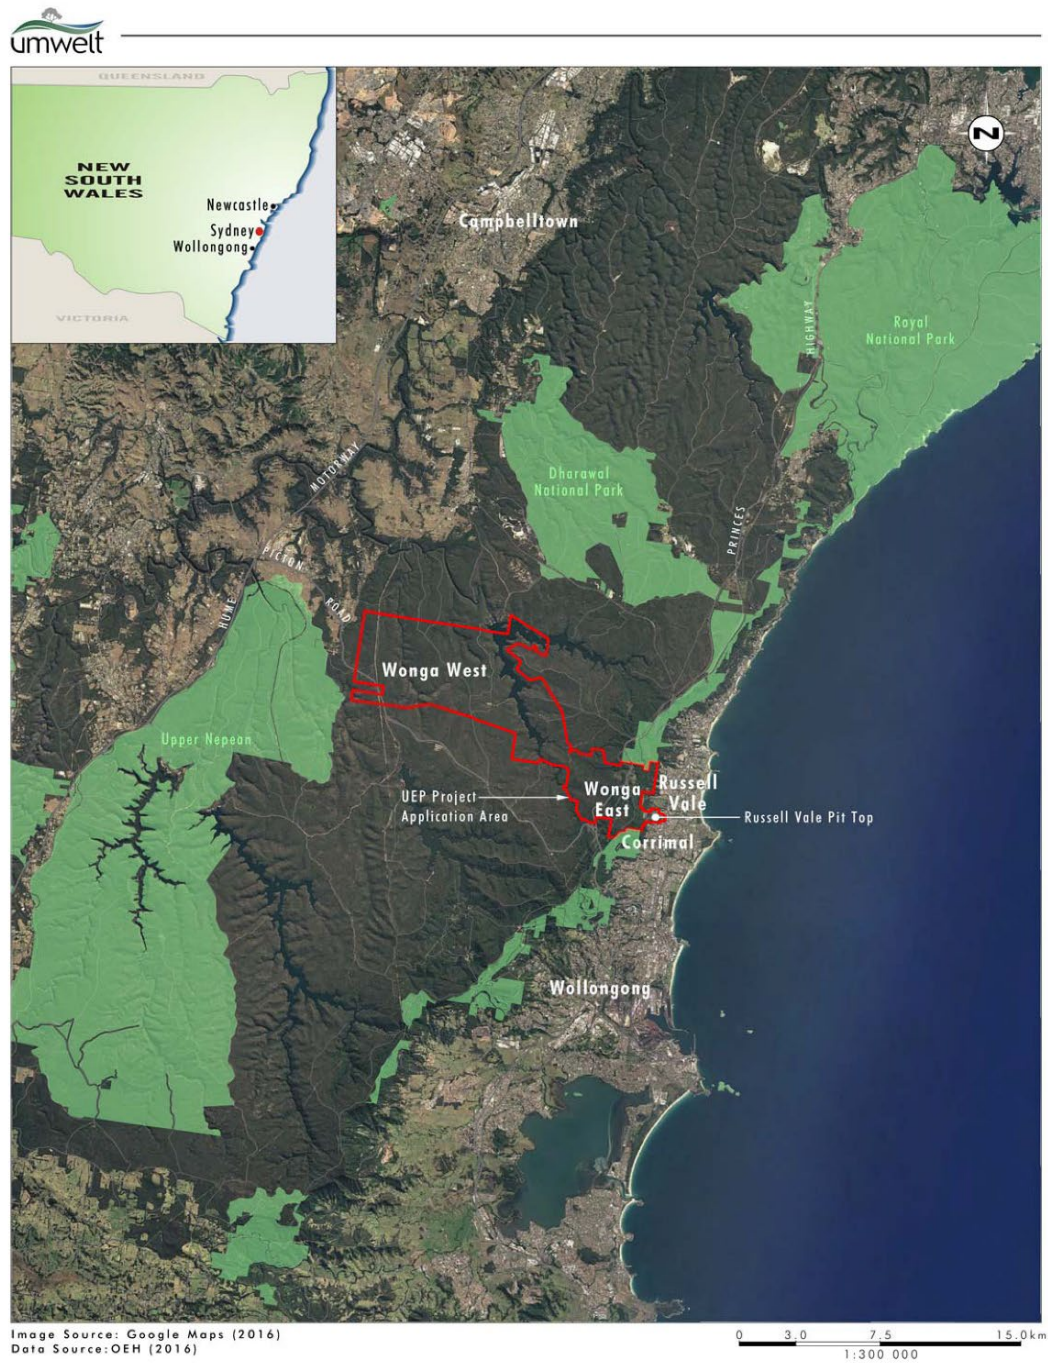 umwelt
QUEENSLAND
NEW
SOUTH
WALES
Newcastle
Sydney
Wollongong
VICTORIA
N
Campbelltown
HIGHWAY
Royal
National Park
MOTORWAY
Dharawal
National Park
PRINCES
PICTON
ROAD
HUME
Wonga West
Upper Nepean
UEP Project
Application Area
Wonga
East
Russell
Vale
Russell Vale Pit Top
Corrimal
Wollongong
Image Source: Google Maps (2016)
Data Source:OEH (2016)
0 3.0 7.5 15.0km
1:300 000